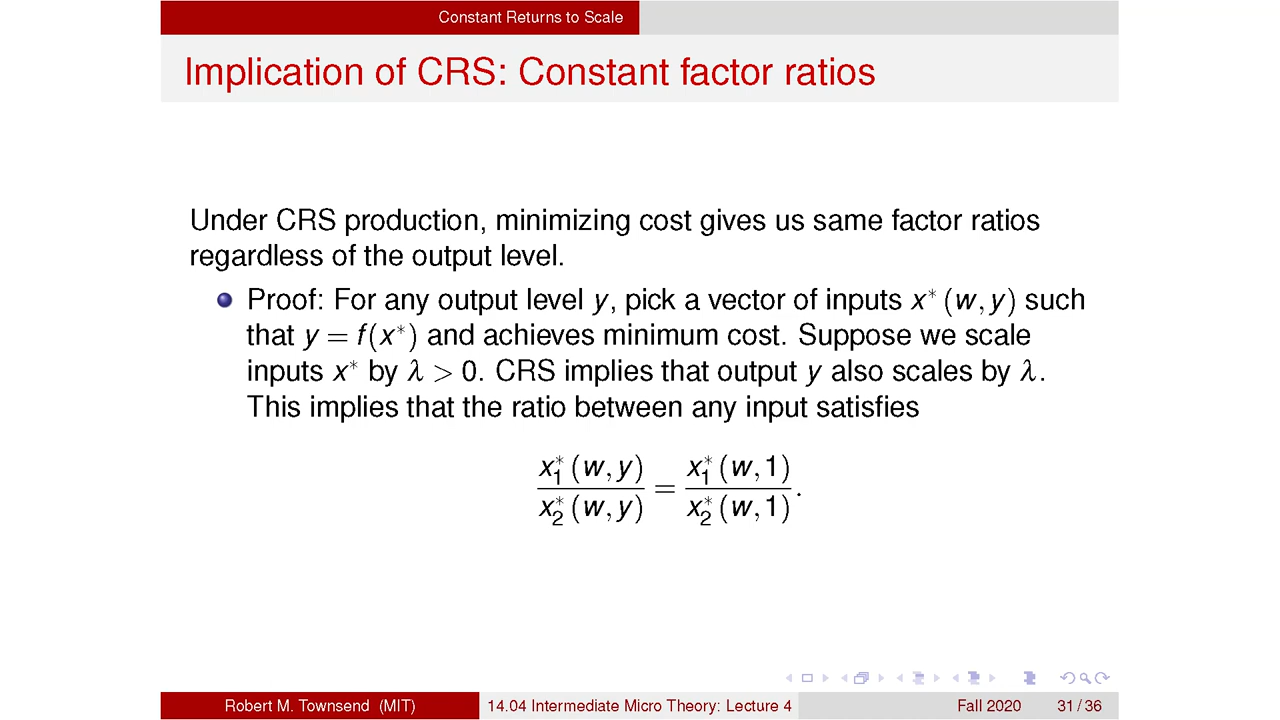 Constant Returns to Scale
Implication of CRS: Constant factor ratios
Under CRS production, minimizing cost gives us same factor ratios
regardless of the output level.
Proof: For any output level y, pick a vector of inputs x* (w, y) such
that y = f(x*) and achieves minimum cost. Suppose we scale
inputs x* by λ > 0. CRS implies that output y also scales by λ.
This implies that the ratio between any input satisfies
x₁* (w, y) / x₂* (w, y) = x₁* (w, 1) / x₂* (w, 1).
Robert M. Townsend (MIT) 14.04 Intermediate Micro Theory: Lecture 4 Fall 2020 31 / 36